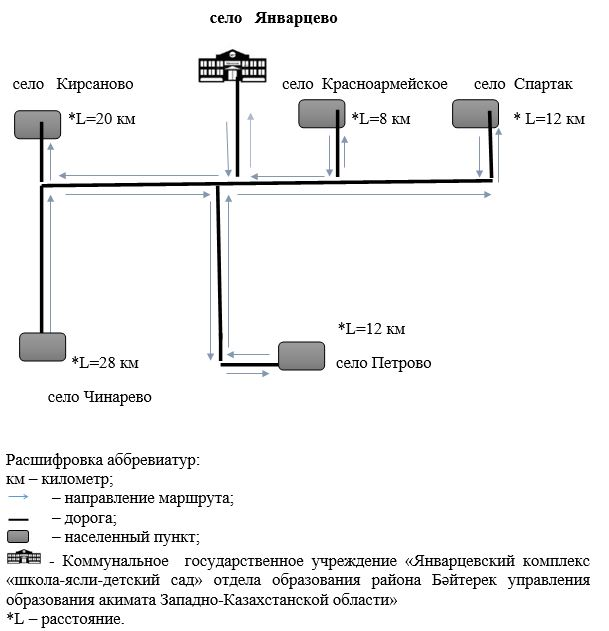 село Январцево
село Кирсаново
село Красноармейское
село Спартак
*L=20 км
*L=8 км
* L=12 км
*L=12 км
*L=28 км
село Петрово
село Чинарево
Расшифровка аббревиатур:
км – километр;
– направление маршрута;
– дорога;
– населенный пункт;
- Коммунальное государственное учреждение «Январцевский комплекс
«школа-ясли-детский сад» отдела образования района Бәйтерек управления
образования акимата Западно-Казахстанской области»
*L – расстояние.